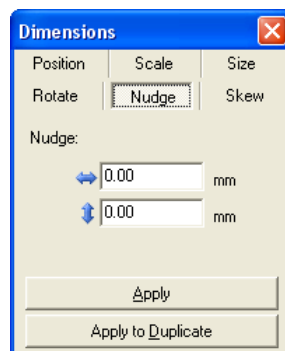 Dimensions
Position Scale Size
Rotate Nudge Skew
Nudge:
0.00 mm
0.00 mm
Apply
Apply to Duplicate